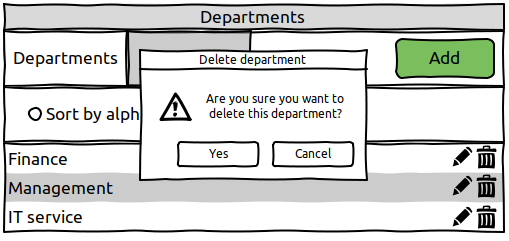 Departments
Departments
Add
Delete department
Are you sure you want to
delete this department?
Sort by alph
Yes
Cancel
Finance
Management
IT service